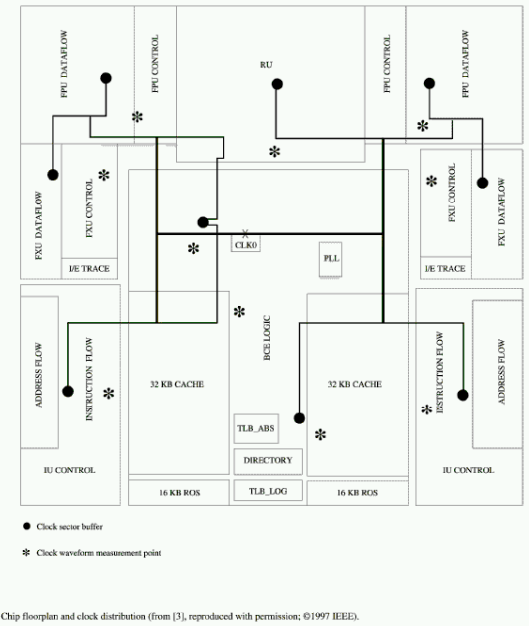 FPU DATAFLOW
FPU CONTROL
RU
FPU CONTROL
FPU DATAFLOW
FXU DATAFLOW
FXU CONTROL
I/E TRACE
CLK0
PLL
FXU CONTROL
I/E TRACE
FXU DATAFLOW
ADDRESS FLOW
INSTRUCTION FLOW
IU CONTROL
32 KB CACHE
16 KB ROS
BCE LOGIC
TLB_ABS
DIRECTORY
TLB_LOG
32 KB CACHE
16 KB ROS
INSTRUCTION FLOW
ADDRESS FLOW
IU CONTROL
Clock sector buffer
Clock waveform measurement point
Chip floorplan and clock distribution (from [3], reproduced with permission; ©1997 IEEE).